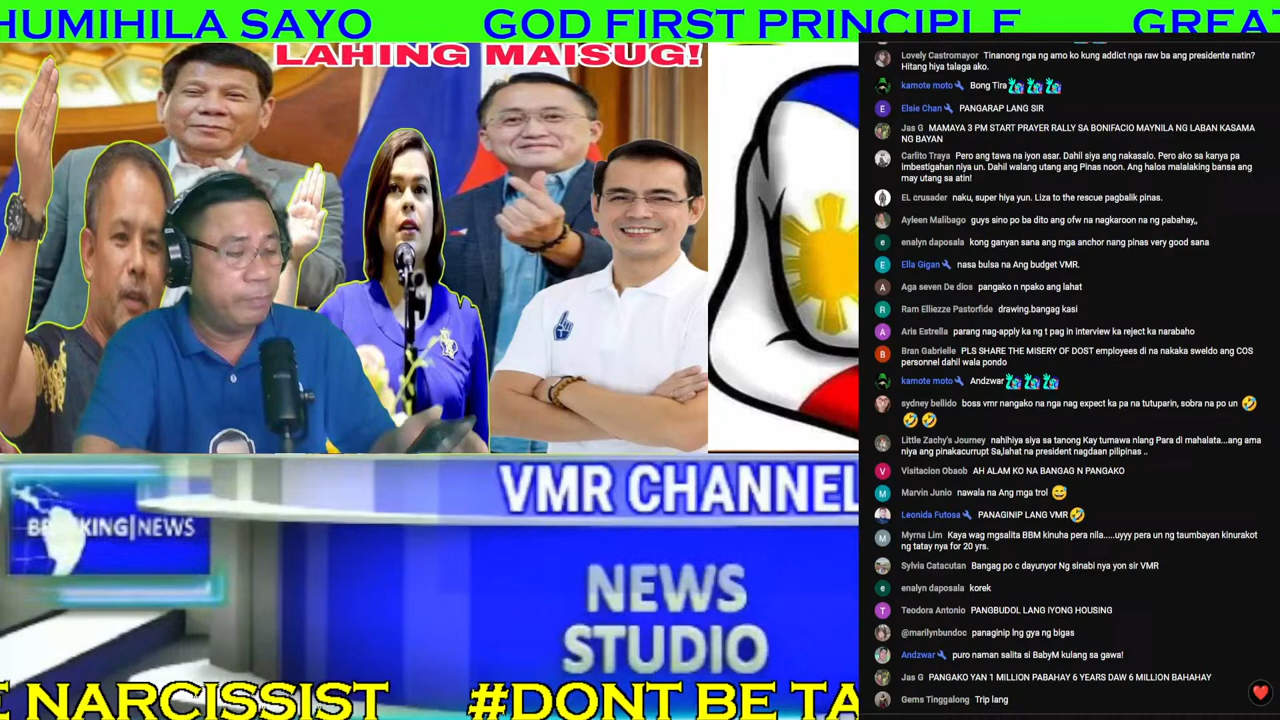 HUMIHILA SAYO GOD FIRST PRINCIPLE GREAT
LAHING MAISUG!
BREAKING|NEWS
VMR CHANNEL
NEWS
STUDIO
E NARCISSIST #DONT BE TA
Lovely Castromayor Tinanong nga ng amo ko kung addict nga raw ba ang presidente natin?
Hitang hiya talaga ako.
kamote moto Bong Tira
Elsie Chan PANGARAP LANG SIR
Jas G MAMAYA 3 PM START PRAYER RALLY SA BONIFACIO MAYNILA NG LABAN KASAMA
NG BAYAN
Carlito Traya Pero ang tawa na iyon asar. Dahil siya ang nakasalo. Pero ako sa kanya pa
imbestigahan niya un. Dahil walang utang ang Pinas noon. Ang halos malalaking bansa ang
may utang sa atin!
EL crusader naku, super hiya yun. Liza to the rescue pagbalik pinas.
Ayleen Malibago guys sino po ba dito ang ofw na nagkaroon na ng pabahay,,
enalyn daposala kong ganyan sana ang mga anchor nang pinas very good sana
Ella Gigan nasa bulsa na Ang budget VMR.
Aga seven De dios pangako n npako ang lahat
Ram Elliezze Pastorfide drawing.bangag kasi
Aris Estrella parang nag-apply ka ng t pag in interview ka reject ka narabaho
Bran Gabrielle PLS SHARE THE MISERY OF DOST employees di na nakaka sweldo ang COS
personnel dahil wala pondo
kamote moto Andzwar
sydney bellido boss vmr nangako na nga nag expect ka pa na tutuparin, sobra na po un 🤣
🤣🤣
Little Zachy's Journey nahihiya siya sa tanong Kay tumawa nlang Para di mahalata...ang ama
niya ang pinakacurrupt Sa,lahat na president nagdaan pilipinas ..
Visitacion Obaob AH ALAM KO NA BANGAG N PANGAKO
Marvin Junio nawala na Ang mga trol 😅
Leonida Futosa PANAGINIP LANG VMR🤣
Myrna Lim Kaya wag mgsalita BBM kinuha pera nila.....uyyy pera un ng taumbayan kinurakot
ng tatay nya for 20 yrs.
Sylvia Catacutan Bangag po c dayunyor Ng sinabi nya yon sir VMR
enalyn daposala korek
Teodora Antonio PANGBUDOL LANG IYONG HOUSING
@marilynbundoc panaginip lng gya ng bigas
Andzwar puro naman salita si BabyM kulang sa gawa!
Jas G PANGAKO YAN 1 MILLION PABAHAY 6 YEARS DAW 6 MILLION BAHAHAY
Gems Tinggalong Trip lang